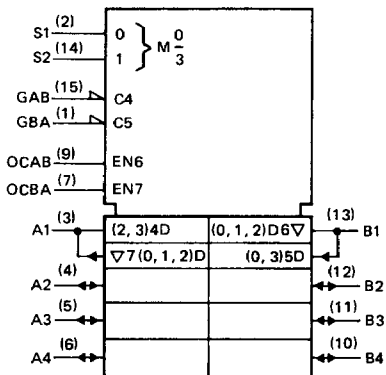 S1 (2) 0 M 0/3
S2 (14) 1
GAB (15) C4
GBA (1) C5
OCAB (9) EN6
OCBA (7) EN7
A1 (3) (2, 3)4D (0, 1, 2)D6▽ (13) B1
▽7(0, 1, 2)D (0, 3)5D
A2 (4) (12) B2
A3 (5) (11) B3
A4 (6) (10) B4